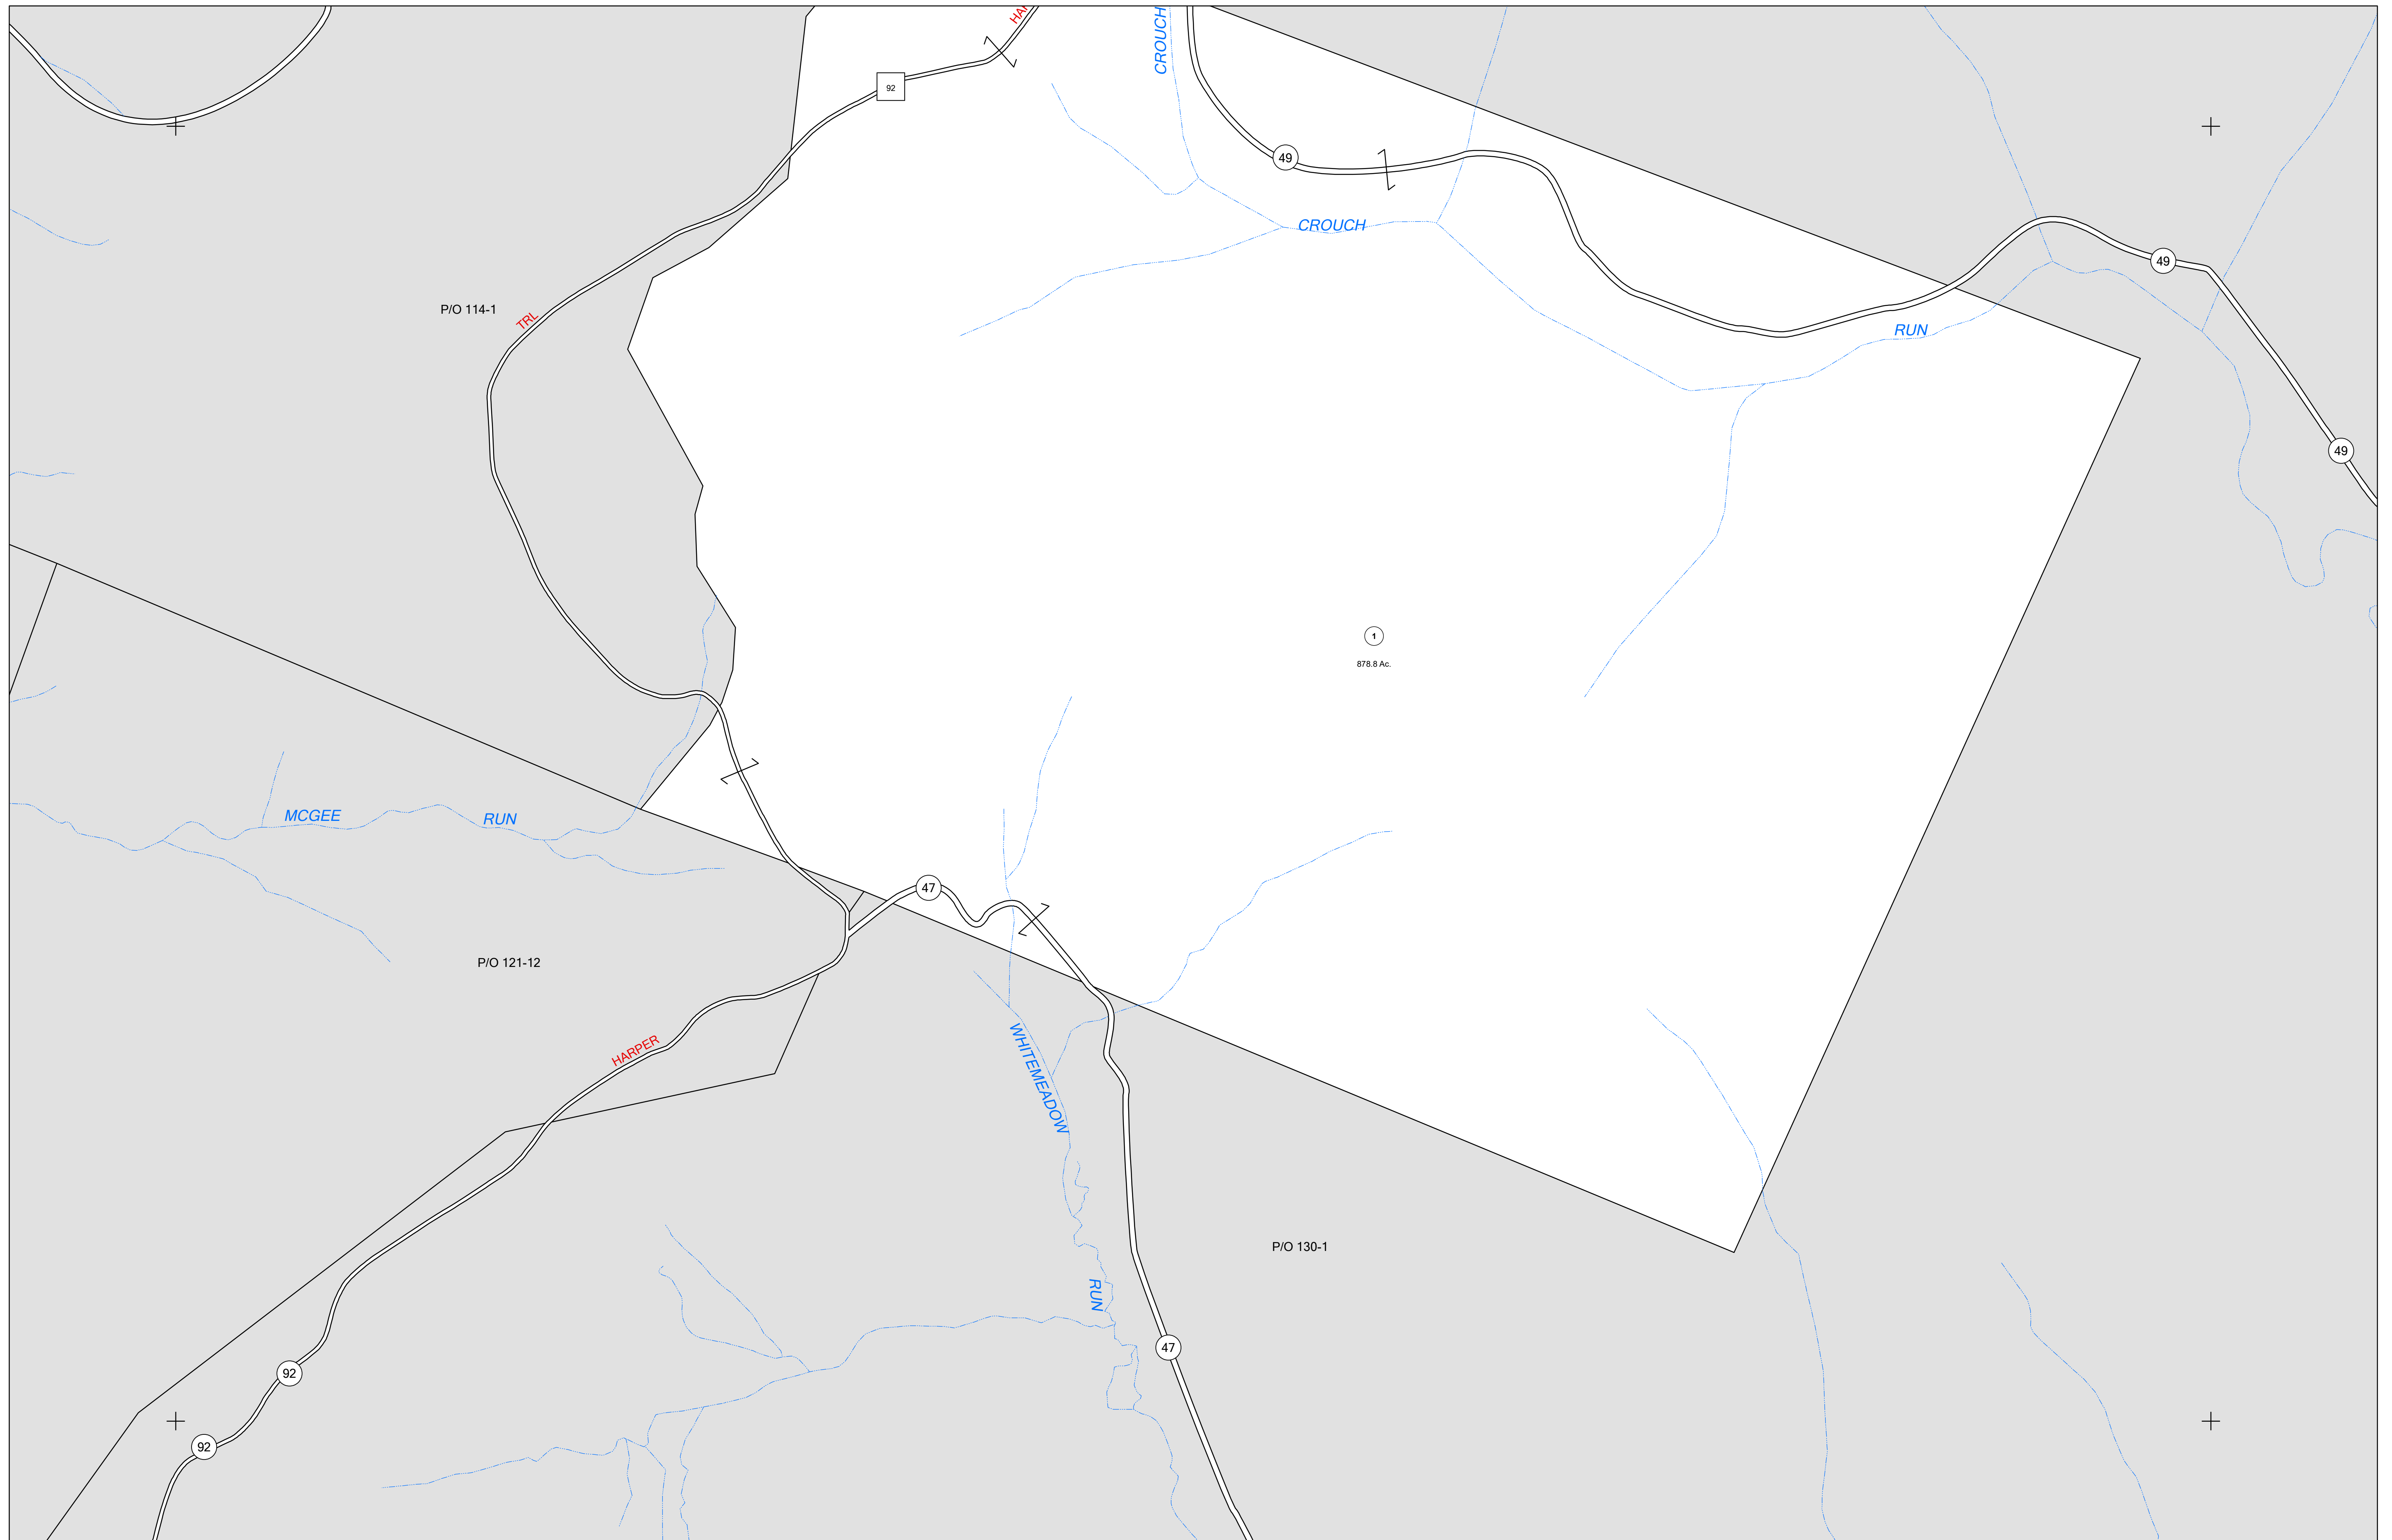 CROUCH
92
49
CROUCH
49
P/O 114-1
TRL
RUN
49
1
878.8 Ac.
MCGEE
RUN
47
P/O 121-12
HARPER
WHITEMEADOW
P/O 130-1
RUN
47
92
92